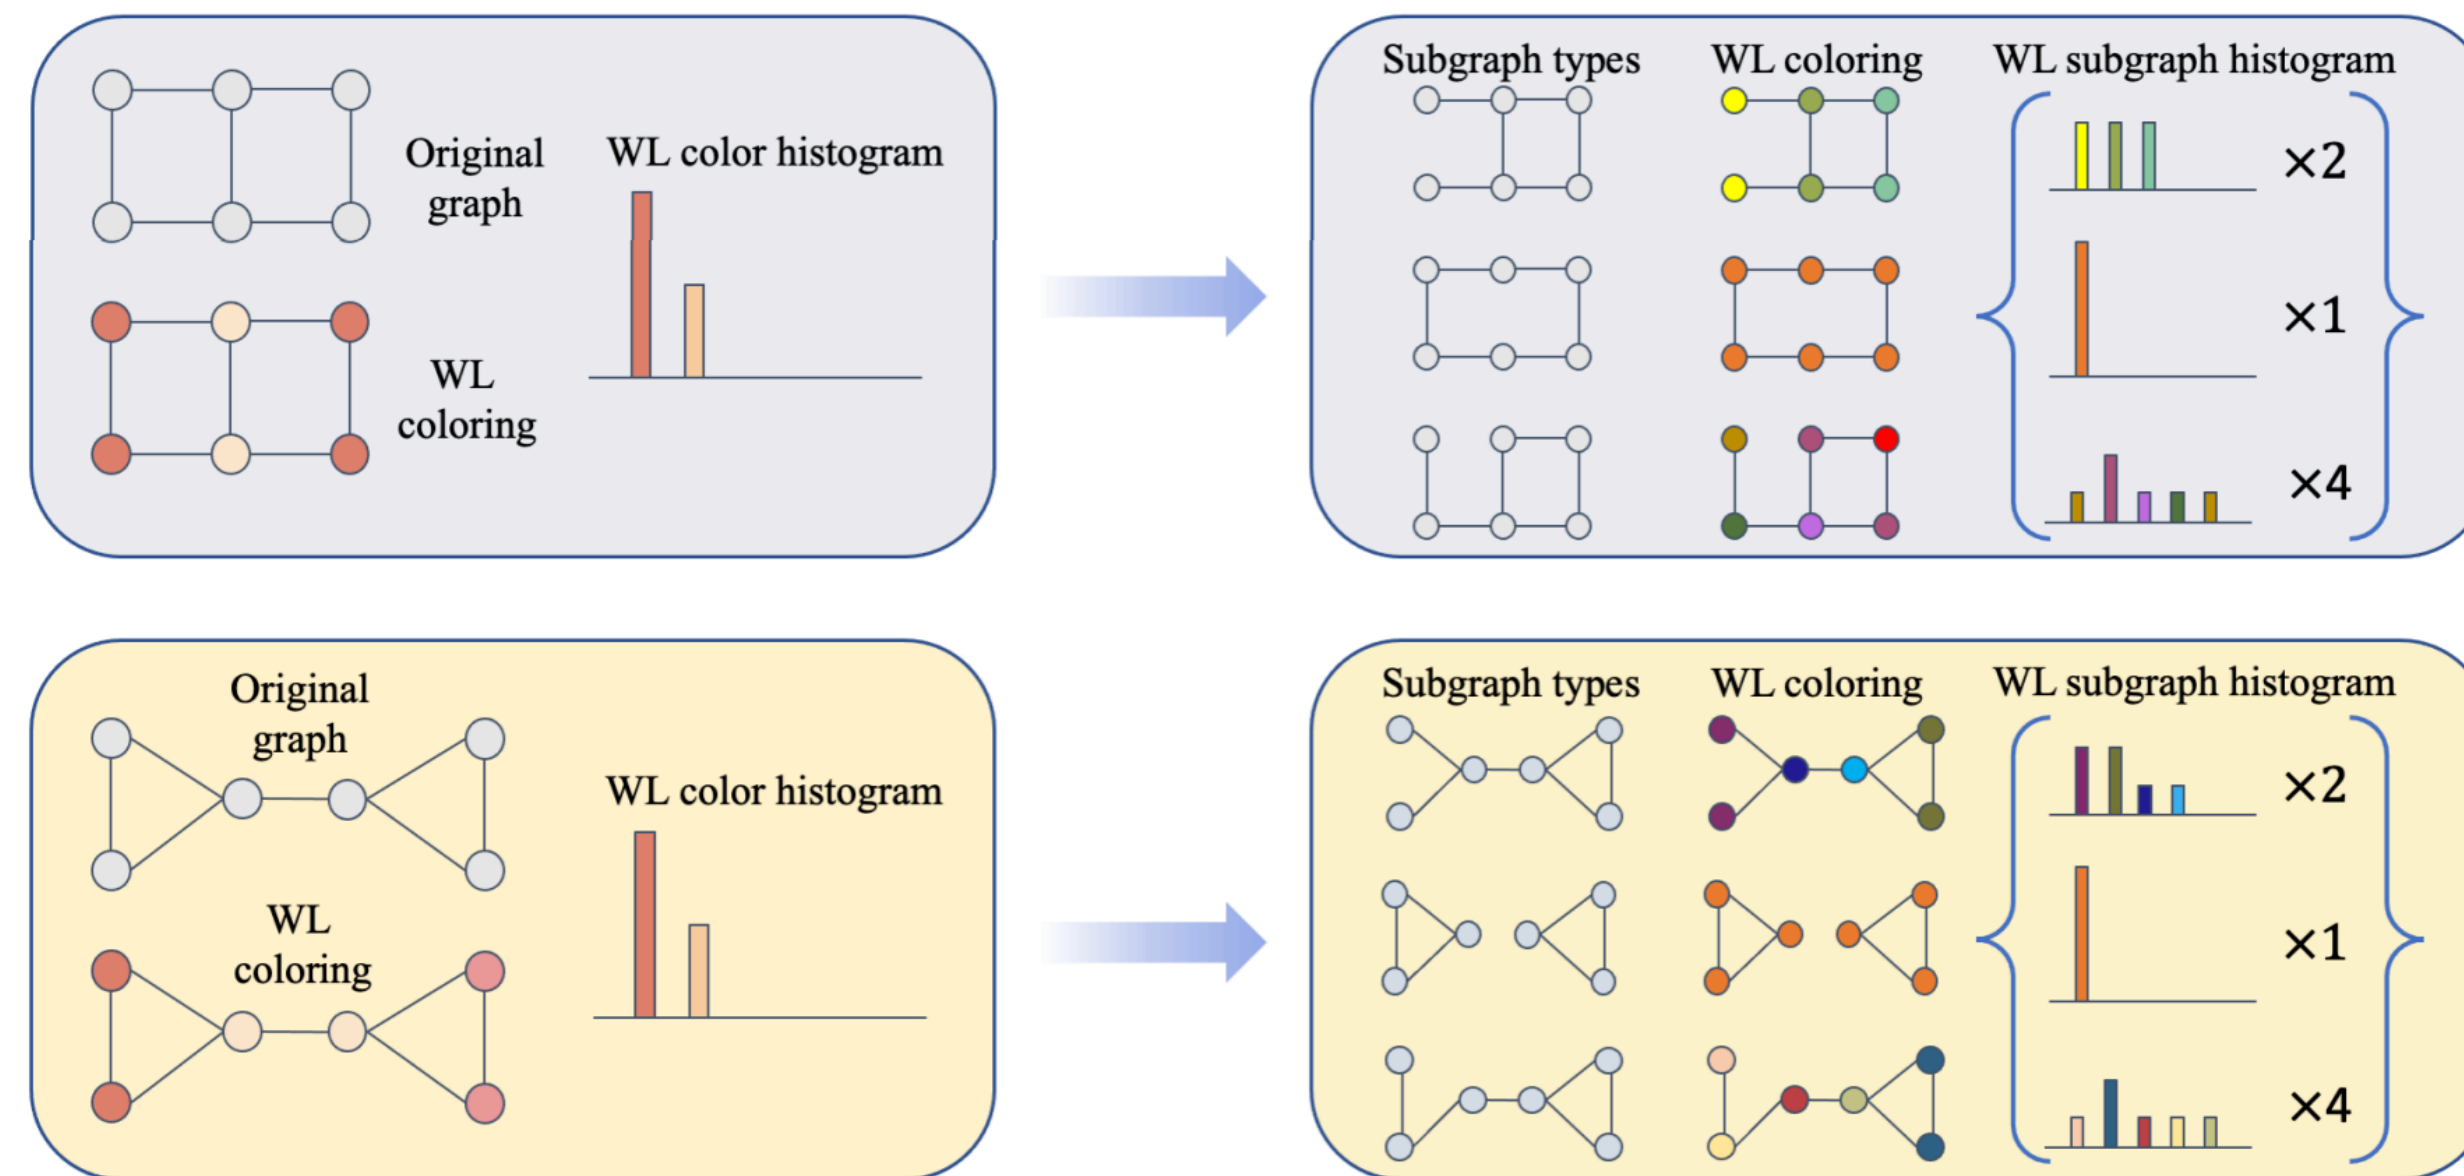 Original
graph
WL color histogram
WL
coloring
Subgraph types
WL coloring
WL subgraph histogram
×2
×1
×4
Original
graph
WL color histogram
WL
coloring
Subgraph types
WL coloring
WL subgraph histogram
×2
×1
×4